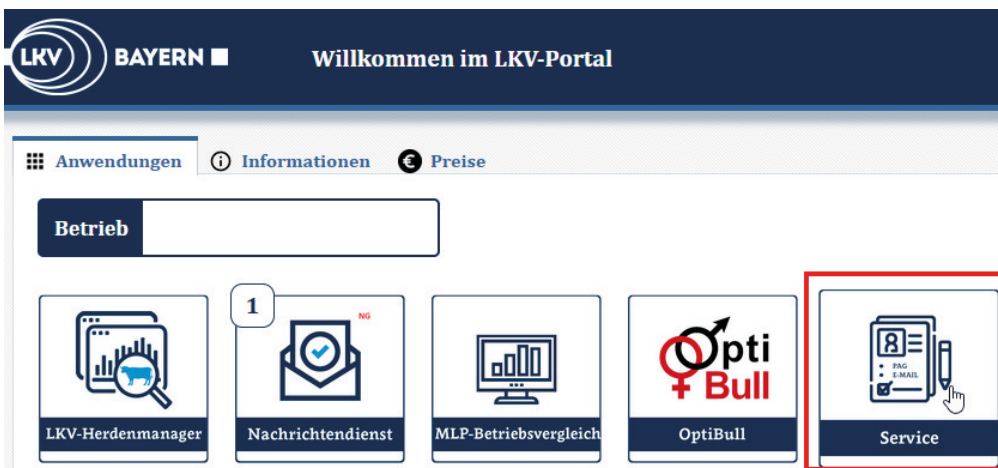 LKV BAYERN
Willkommen im LKV-Portal
Anwendungen
Informationen
€ Preise
Betrieb
1
NG
PAG
E-MAIL
Opti
Bull
LKV-Herdenmanager
Nachrichtendienst
MLP-Betriebsvergleich
OptiBull
Service